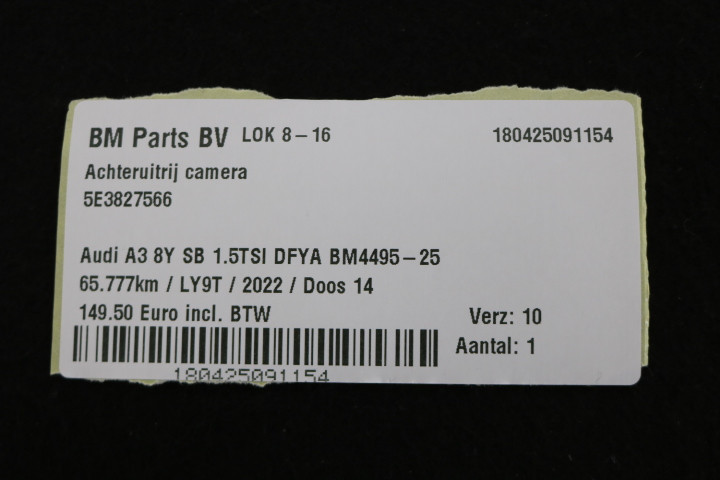 BM Parts BV LOK 8-16 180425091154
Achteruitrij camera
5E3827566
Audi A3 8Y SB 1.5TSI DFYA BM4495-25
65.777km / LY9T / 2022 / Doos 14
149.50 Euro incl. BTW
Verz: 10
Aantal: 1
180425091154